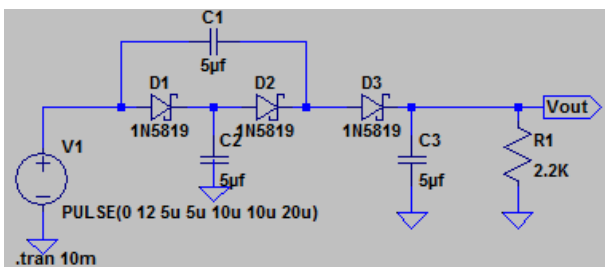 C1
5µf
D1
D2
D3
1N5819
1N5819
1N5819
Vout
V1
C2
5µf
C3
5µf
R1
2.2K
PULSE(0 12 5u 5u 10u 10u 20u)
.tran 10m